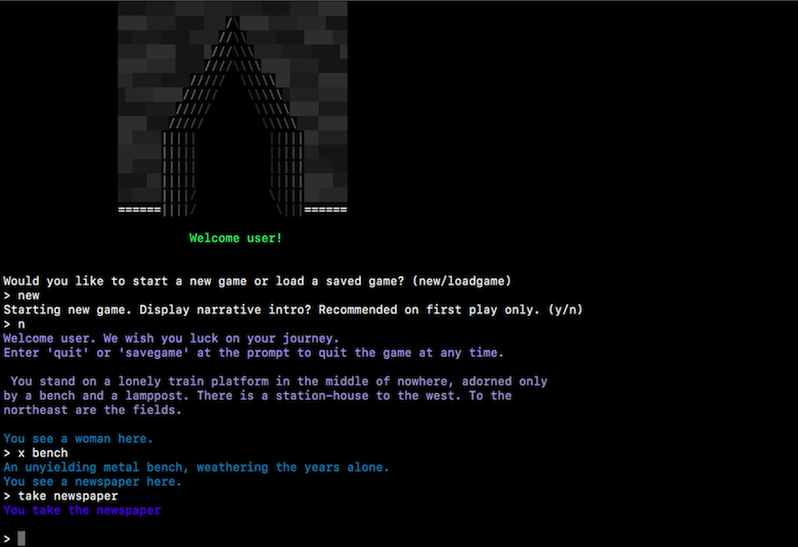 Welcome user!
Would you like to start a new game or load a saved game? (new/loadgame)
> new
Starting new game. Display narrative intro? Recommended on first play only. (y/n)
> n
Welcome user. We wish you luck on your journey.
Enter 'quit' or 'savegame' at the prompt to quit the game at any time.
You stand on a lonely train platform in the middle of nowhere, adorned only
by a bench and a lamppost. There is a station-house to the west. To the
northeast are the fields.
You see a woman here.
> x bench
An unyielding metal bench, weathering the years alone.
You see a newspaper here.
> take newspaper
You take the newspaper
>